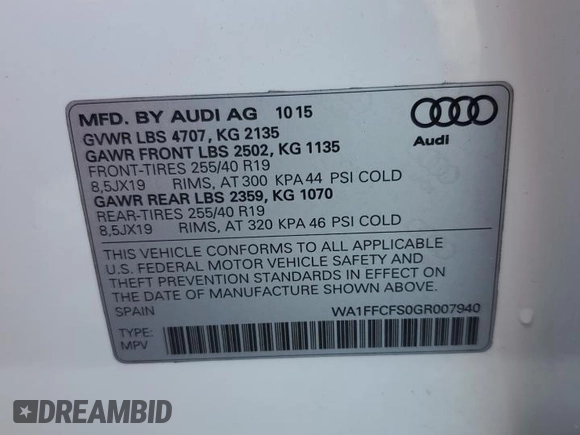 MFD. BY AUDI AG 10 15
GVWR LBS 4707, KG 2135
GAWR FRONT LBS 2502, KG 1135
FRONT-TIRES 255/40 R19
8,5JX19 RIMS, AT 300 KPA 44 PSI COLD
GAWR REAR LBS 2359, KG 1070
REAR-TIRES 255/40 R19
8,5JX19 RIMS, AT 320 KPA 46 PSI COLD
Audi
THIS VEHICLE CONFORMS TO ALL APPLICABLE
U.S. FEDERAL MOTOR VEHICLE SAFETY AND
THEFT PREVENTION STANDARDS IN EFFECT ON
THE DATE OF MANUFACTURE SHOWN ABOVE.
SPAIN WA1FFCFS0GR007940
TYPE:
MPV
DREAMBID